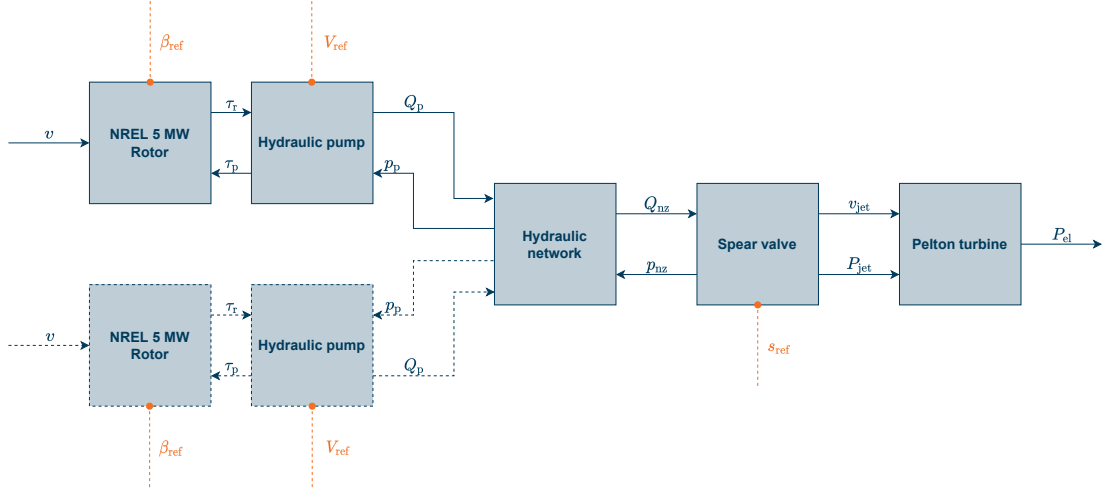 β_ref
V_ref
v
NREL 5 MW
Rotor
τ_r
τ_p
Hydraulic pump
Q_p
p_p
Hydraulic
network
Q_nz
p_nz
Spear valve
v_jet
P_jet
Pelton turbine
P_el
v
NREL 5 MW
Rotor
τ_r
τ_p
Hydraulic pump
p_p
Q_p
s_ref
β_ref
V_ref